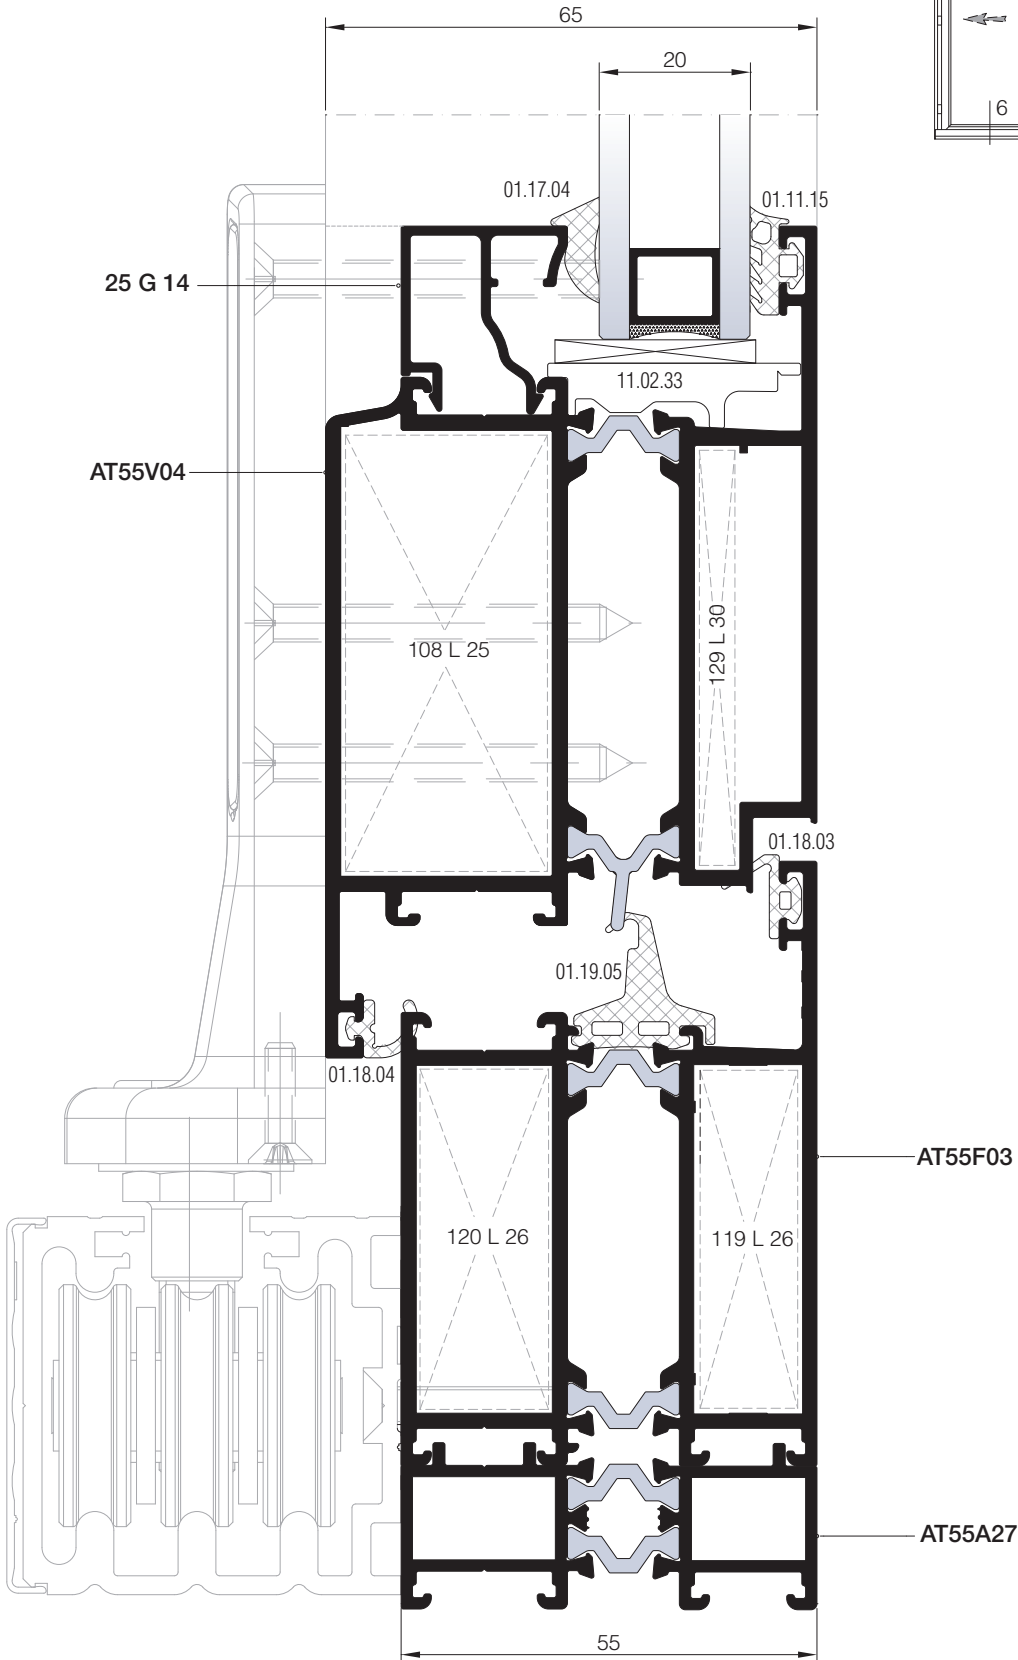 65
20
6
01.17.04
01.11.15
25 G 14
11.02.33
AT55V04
108 L 25
129 L 30
01.18.03
01.19.05
01.18.04
AT55F03
120 L 26
119 L 26
AT55A27
55